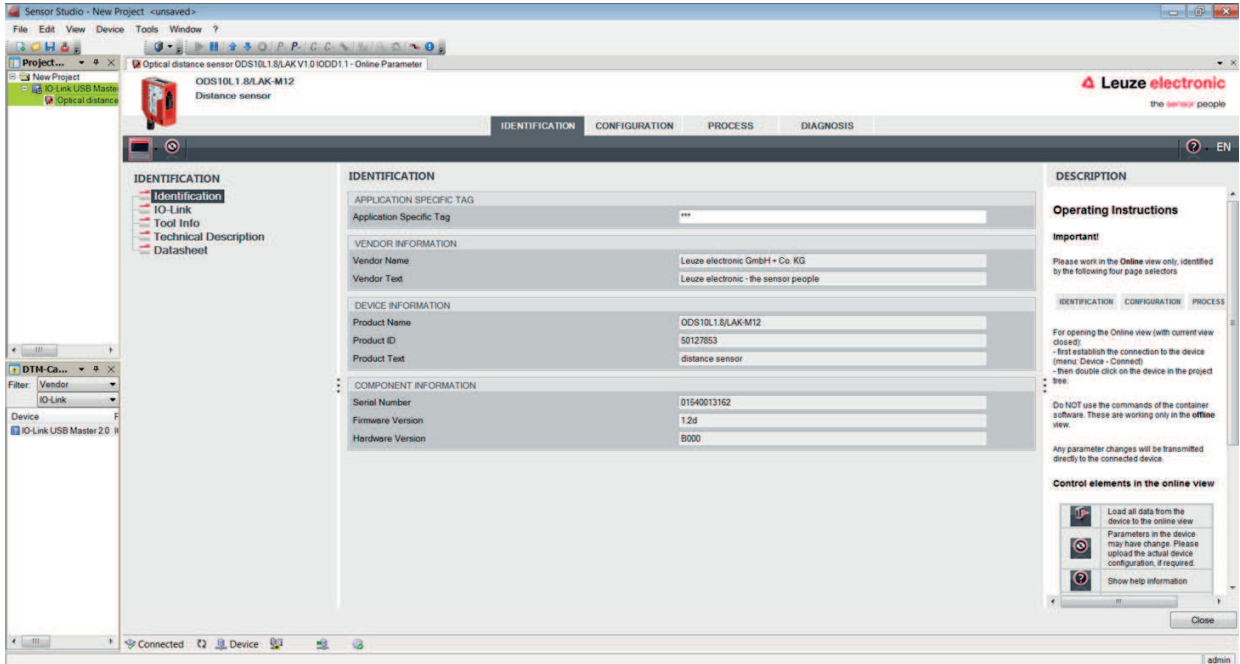 Sensor Studio - New Project <unsaved>
File Edit View Device Tools Window ?
Project...
New Project
IO-Link USB Maste
Optical distance
Optical distance sensor ODS10L1.8/LAK V1.0 IODD1.1 - Online Parameter
ODS10L1.8/LAK-M12
Distance sensor
Leuze electronic
the sensor people
IDENTIFICATION CONFIGURATION PROCESS DIAGNOSIS
EN
IDENTIFICATION
Identification
IO-Link
Tool Info
Technical Description
Datasheet
IDENTIFICATION
APPLICATION SPECIFIC TAG
Application Specific Tag ***
VENDOR INFORMATION
Vendor Name Leuze electronic GmbH + Co. KG
Vendor Text Leuze electronic - the sensor people
DEVICE INFORMATION
Product Name ODS10L1.8/LAK-M12
Product ID 50127853
Product Text distance sensor
COMPONENT INFORMATION
Serial Number 01540013162
Firmware Version 1.2d
Hardware Version B000
DESCRIPTION
Operating Instructions
Important!
Please work in the Online view only, identified
by the following four page selectors
IDENTIFICATION CONFIGURATION PROCESS
For opening the Online view (with current view
closed):
- first establish the connection to the device
(menu: Device - Connect)
- then double click on the device in the project
tree.
Do NOT use the commands of the container
software. These are working only in the offline
view.
Any parameter changes will be transmitted
directly to the connected device.
Control elements in the online view
Load all data from the
device to the online view
Parameters in the device
may have change. Please
upload the actual device
configuration, if required.
Show help information
DTM-Ca...
Filter: Vendor
IO-Link
Device F
IO-Link USB Master 2.0
Close
Connected Device
admin